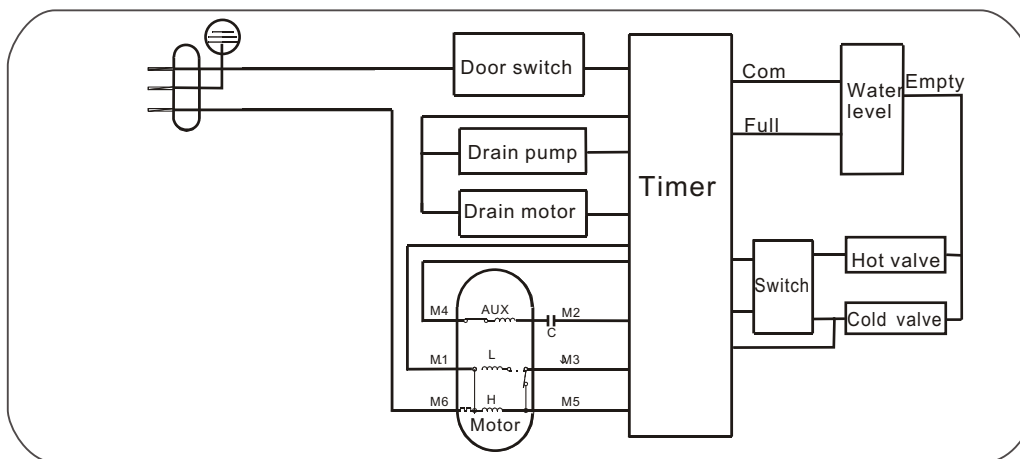 Door switch
Com
Water level
Empty
Full
Drain pump
Timer
Drain motor
Hot valve
Switch
M4
AUX
M2
C
Cold valve
M1
L
M3
M6
H
M5
Motor